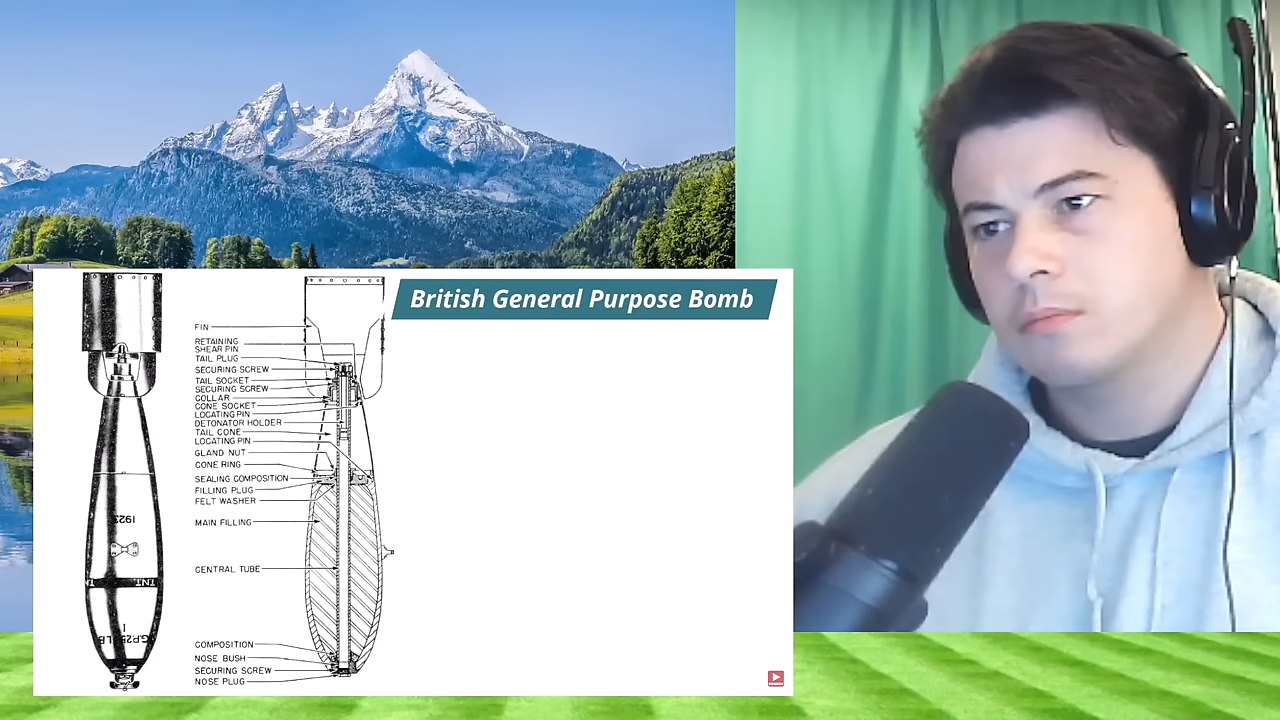 British General Purpose Bomb
FIN
RETAINING
SHEAR PIN
TAIL PLUG
SECURING SCREW
TAIL SOCKET
SECURING SCREW
COLLAR
CONE SOCKET
LOCATING PIN
DETONATOR HOLDER
TAIL CONE
LOCATING PIN
GLAND NUT
CONE RING
SEALING COMPOSITION
FILLING PLUG
FELT WASHER
MAIN FILLING
CENTRAL TUBE
COMPOSITION
NOSE BUSH
SECURING SCREW
NOSE PLUG
TNT